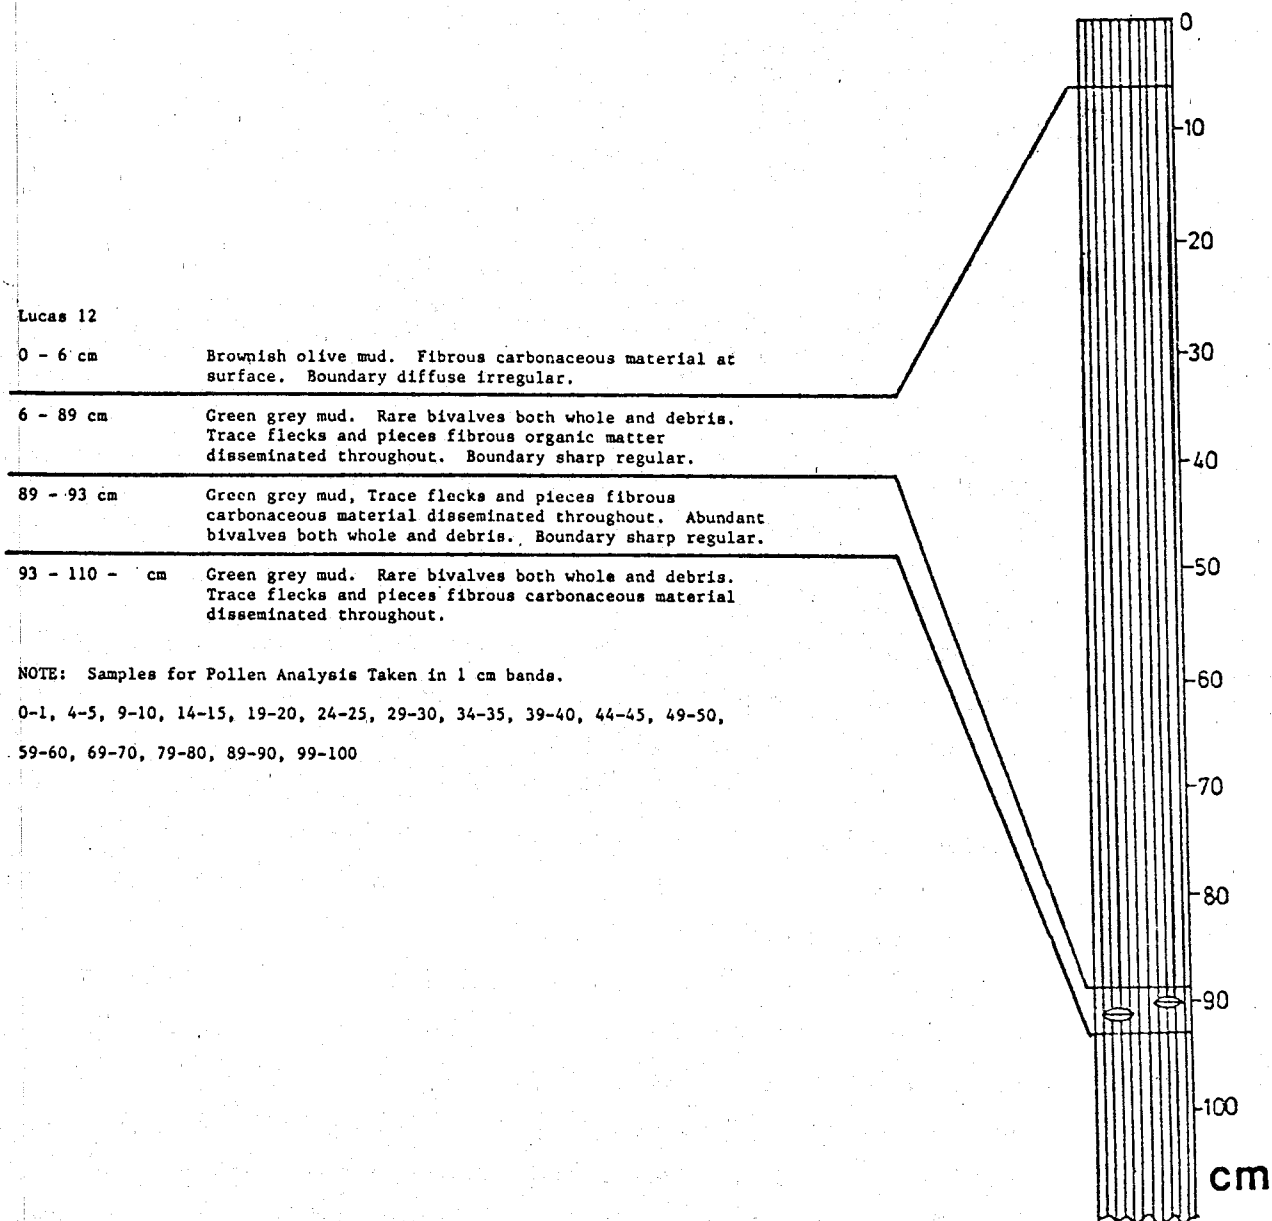 Lucas 12
0 - 6 cm Brownish olive mud. Fibrous carbonaceous material at
surface. Boundary diffuse irregular.
6 - 89 cm Green grey mud. Rare bivalves both whole and debris.
Trace flecks and pieces fibrous organic matter
disseminated throughout. Boundary sharp regular.
89 - 93 cm Green grey mud, Trace flecks and pieces fibrous
carbonaceous material disseminated throughout. Abundant
bivalves both whole and debris. Boundary sharp regular.
93 - 110 - cm Green grey mud. Rare bivalves both whole and debris.
Trace flecks and pieces fibrous carbonaceous material
disseminated throughout.
NOTE: Samples for Pollen Analysis Taken in 1 cm bands.
0-1, 4-5, 9-10, 14-15, 19-20, 24-25, 29-30, 34-35, 39-40, 44-45, 49-50,
59-60, 69-70, 79-80, 89-90, 99-100
0
10
20
30
40
50
60
70
80
90
100
cm